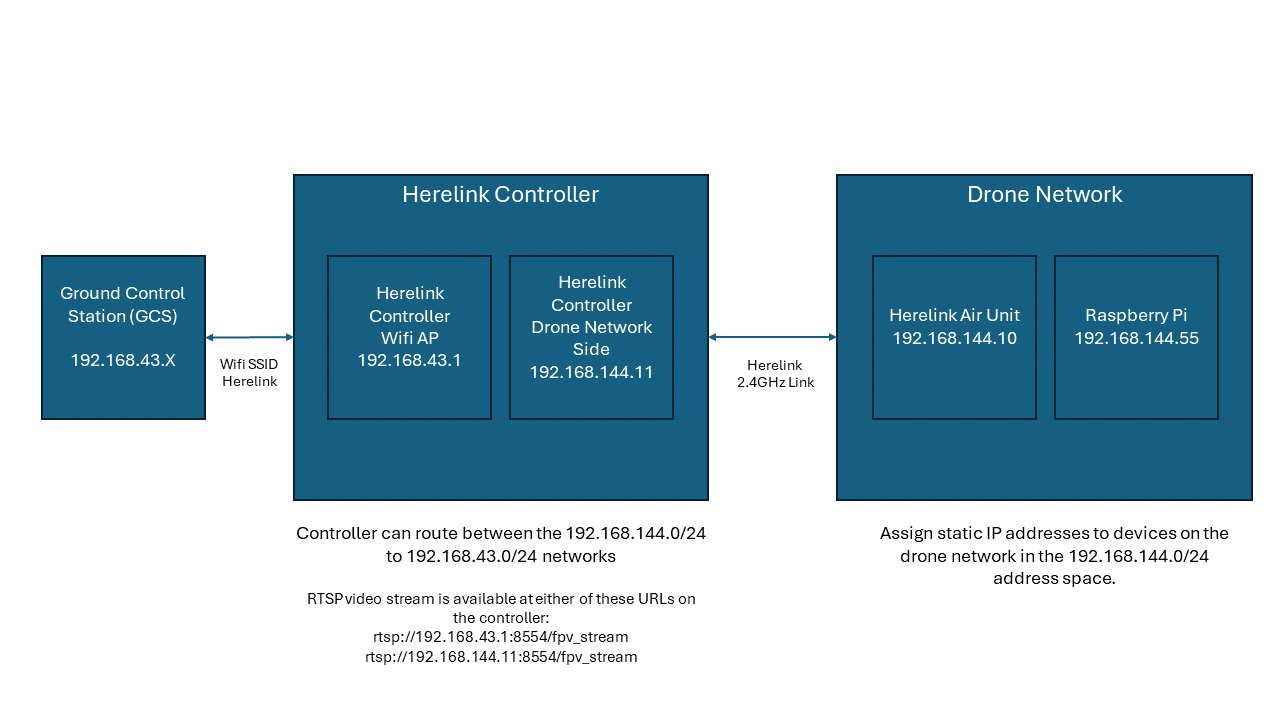 Ground Control
Station (GCS)
192.168.43.X
Wifi SSID
Herelink
Herelink Controller
Herelink
Controller
Wifi AP
192.168.43.1
Herelink
Controller
Drone Network
Side
192.168.144.11
Herelink
2.4GHz Link
Drone Network
Herelink Air Unit
192.168.144.10
Raspberry Pi
192.168.144.55
Controller can route between the 192.168.144.0/24
to 192.168.43.0/24 networks
RTSP video stream is available at either of these URLs on
the controller:
rtsp://192.168.43.1:8554/fpv_stream
rtsp://192.168.144.11:8554/fpv_stream
Assign static IP addresses to devices on the
drone network in the 192.168.144.0/24
address space.